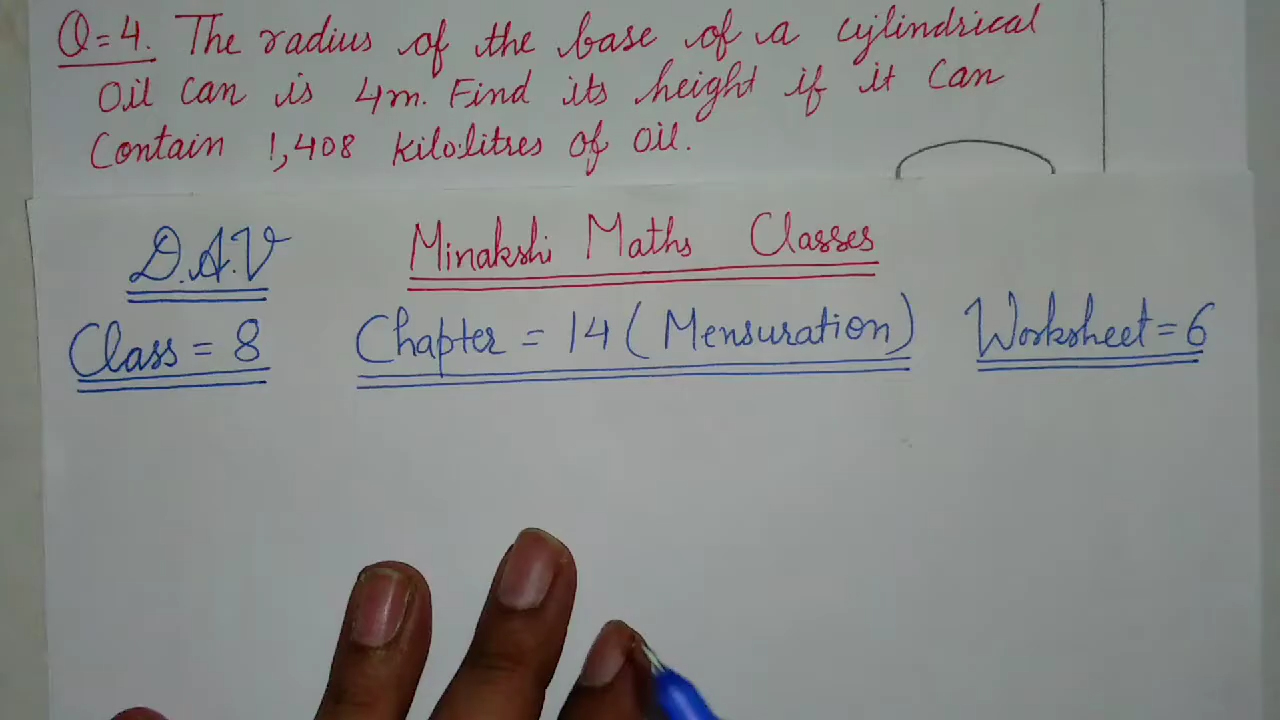 Q=4. The radius of the base of a cylindrical
Oil can is 4m. Find its height if it can
Contain 1,408 kilolitres of oil.
D.A.V Minakshi Maths Classes
Class = 8 Chapter = 14 (Mensuration) Worksheet = 6